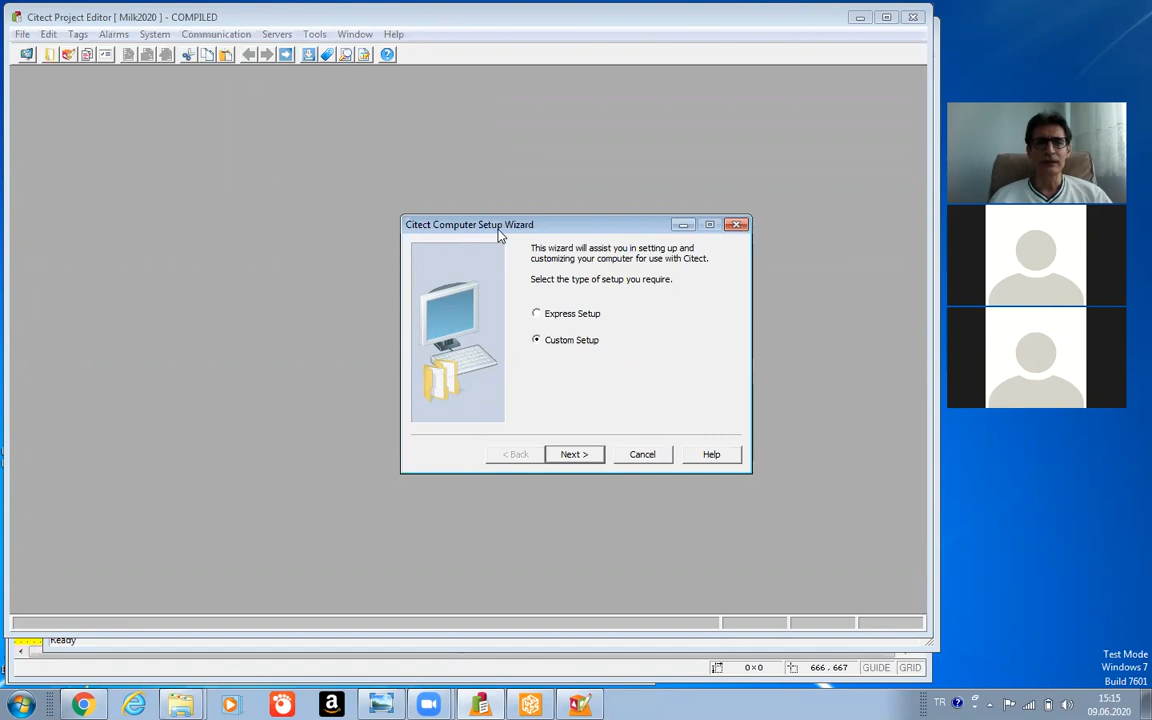 Citect Project Editor [ Milk2020 ] - COMPILED
File Edit Tags Alarms System Communication Servers Tools Window Help
Citect Computer Setup Wizard
This wizard will assist you in setting up and
customizing your computer for use with Citect.
Select the type of setup you require.
Express Setup
Custom Setup
< Back Next > Cancel Help
Ready
0×0 666 , 667 GUIDE GRID
Test Mode
Windows 7
Build 7601
TR 15:15
09.06.2020